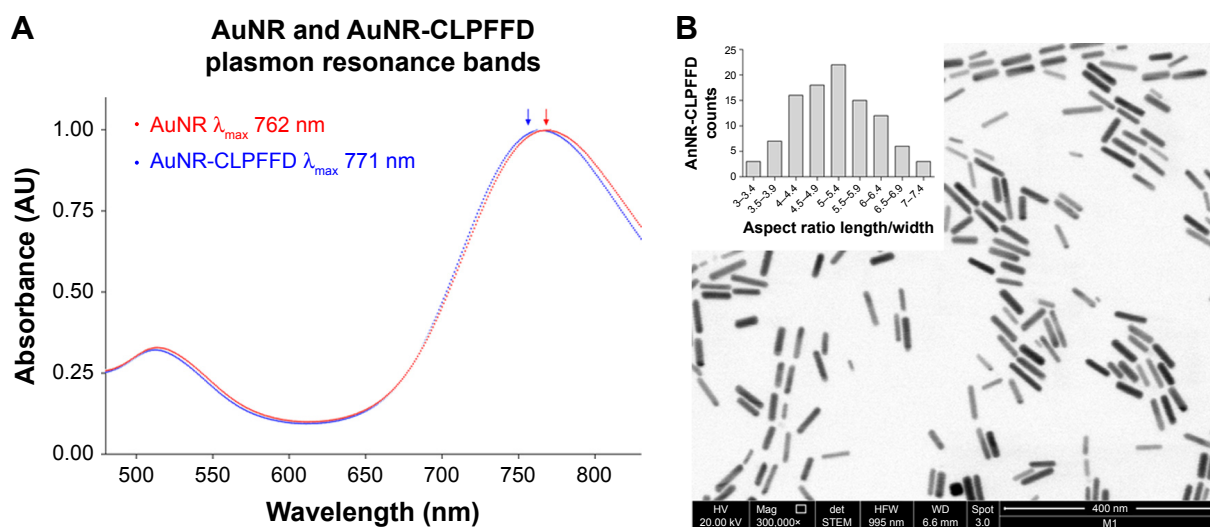 A
AuNR and AuNR-CLPFFD
plasmon resonance bands
AuNR λmax 762 nm
AuNR-CLPFFD λmax 771 nm
Absorbance (AU)
1.00
0.75
0.50
0.25
0.00
500
550
600
650
700
750
800
Wavelength (nm)
B
AnNR-CLPFFD
counts
25
20
15
10
5
0
3–3.4
3.5–3.9
4–4.4
4.5–4.9
5–5.4
5.5–5.9
6–6.4
6.5–6.9
7–7.4
Aspect ratio length/width
HV
20.00 kV
Mag
300,000×
det
STEM
HFW
995 nm
WD
6.6 mm
Spot
3.0
400 nm
M1